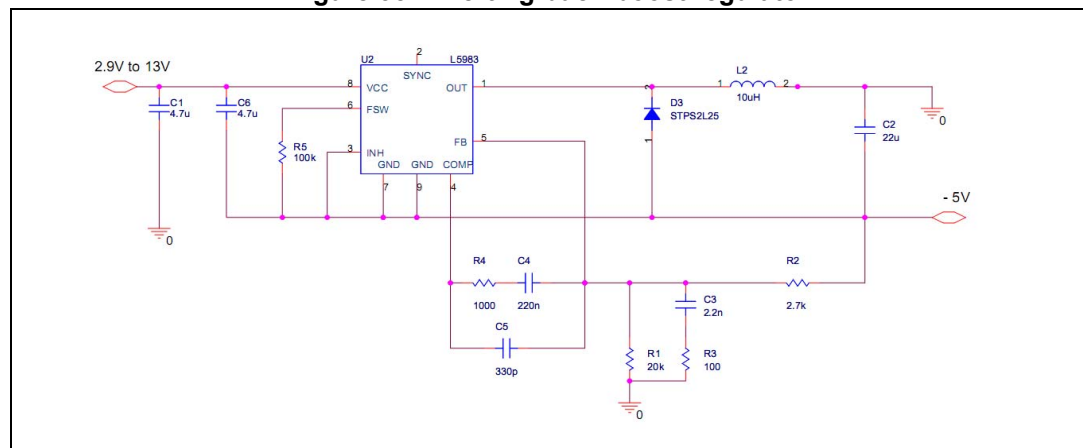 2.9V to 13V
C1
4.7u
C6
4.7u
0
R5
100k
U2
L5983
2
SYNC
8
VCC
OUT
1
6
FSW
FB
5
3
INH
GND
GND
COMP
7
9
4
2
D3
STPS2L25
1
L2
1
2
10uH
0
C2
22u
- 5V
R4
1000
C4
220n
C5
330p
R2
2.7k
C3
2.2n
R1
20k
R3
100
0